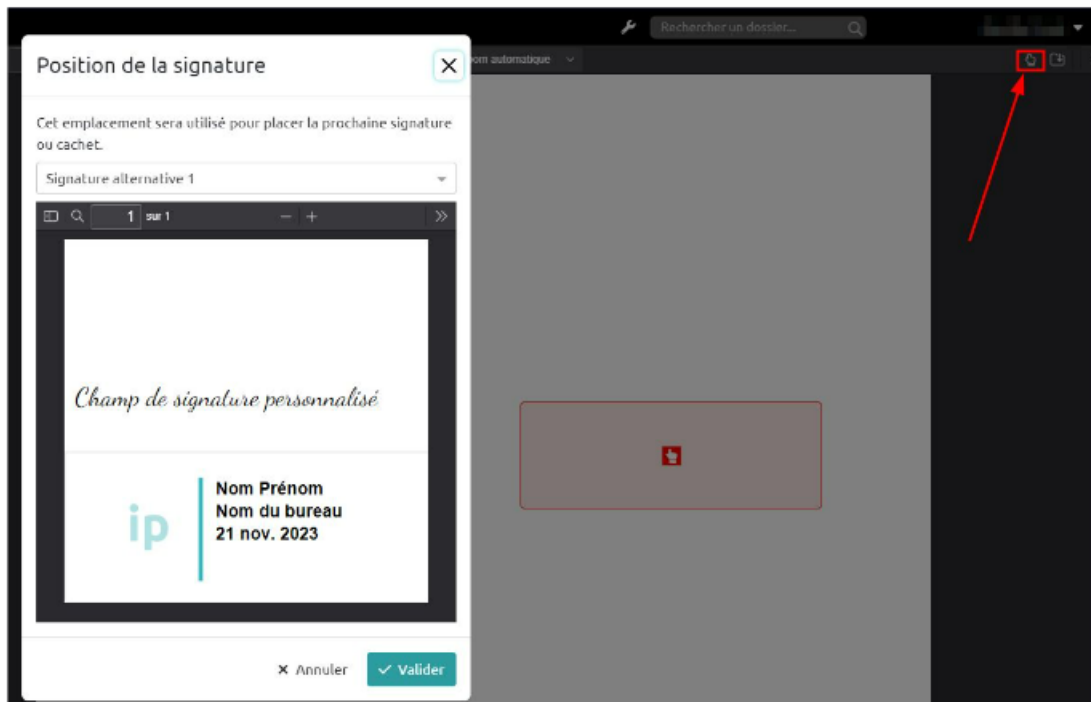 Rechercher un dossier...
Position de la signature
om automatique
Cet emplacement sera utilisé pour placer la prochaine signature
ou cachet.
Signature alternative 1
1 sur 1
Champ de signature personnalisé
ip
Nom Prénom
Nom du bureau
21 nov. 2023
Annuler
Valider